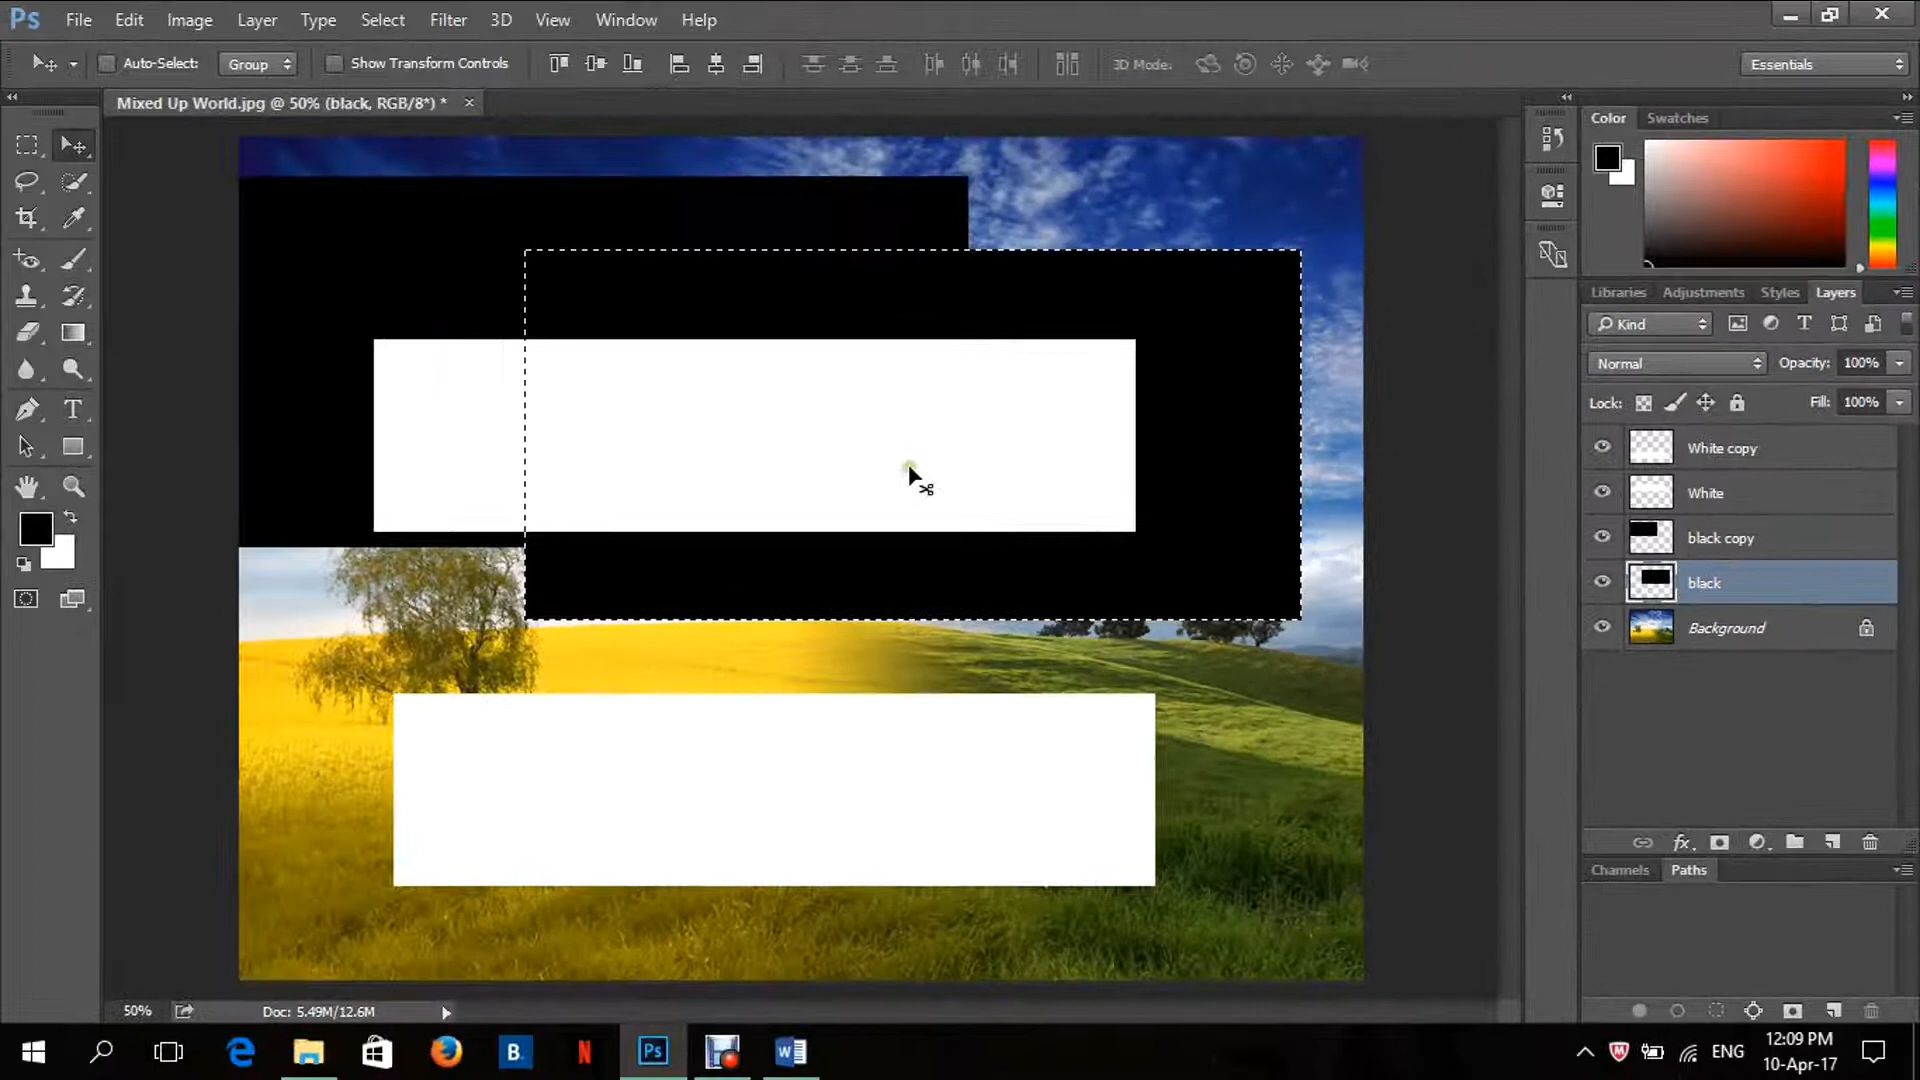 Ps File Edit Image Layer Type Select Filter 3D View Window Help
Auto-Select: Group Show Transform Controls 3D Mode: Essentials
Mixed Up World.jpg @ 50% (black, RGB/8*) * ×
Color Swatches
Libraries Adjustments Styles Layers
Kind
Normal Opacity: 100%
Lock: Fill: 100%
White copy
White
black copy
black
Background
fx
Channels Paths
50% Doc: 5.49M/12.6M
B. N Ps W ENG 12:09 PM
10-Apr-17